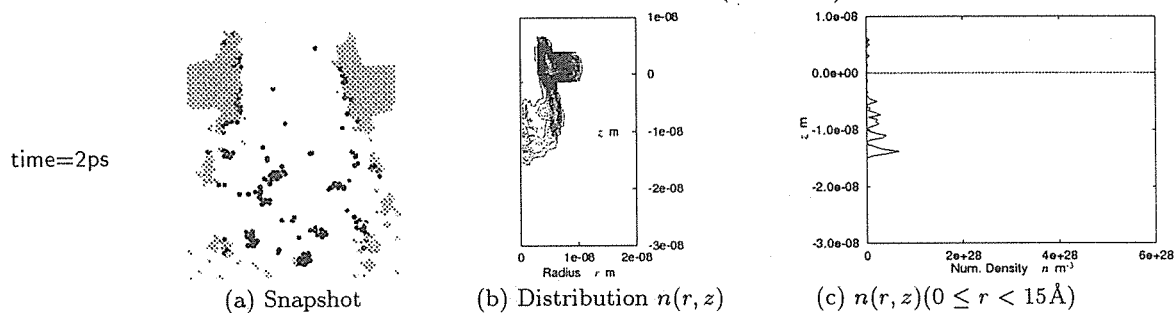 time=2ps
1e-08
0
z m
-1e-08
-2e-08
-3e-08
0 1e-08 2e-08
Radius r m
1.0e-08
0.0e+00
z m
-1.0e-08
-2.0e-08
-3.0e-08
0 2e+28 4e+28 6e+28
Num. Density n m⁻³
(a) Snapshot
(b) Distribution n(r, z)
(c) n(r, z)(0 ≤ r < 15Å)